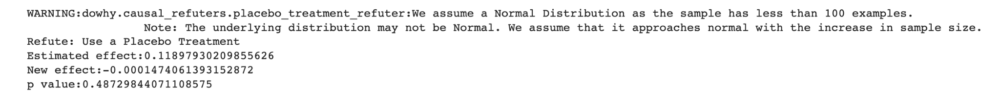 WARNING:dowhy.causal_refuters.placebo_treatment_refuter:We assume a Normal Distribution as the sample has less than 100 examples.
Note: The underlying distribution may not be Normal. We assume that it approaches normal with the increase in sample size.
Refute: Use a Placebo Treatment
Estimated effect:0.11897930209855626
New effect:-0.0001474061393152872
p value:0.48729844071108575